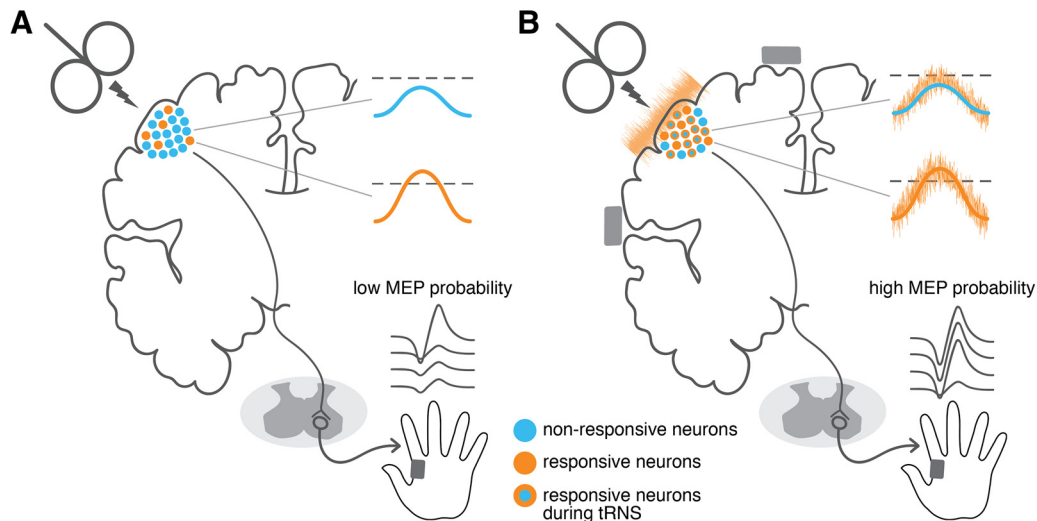 A
B
low MEP probability
high MEP probability
non-responsive neurons
responsive neurons
responsive neurons
during tRNS